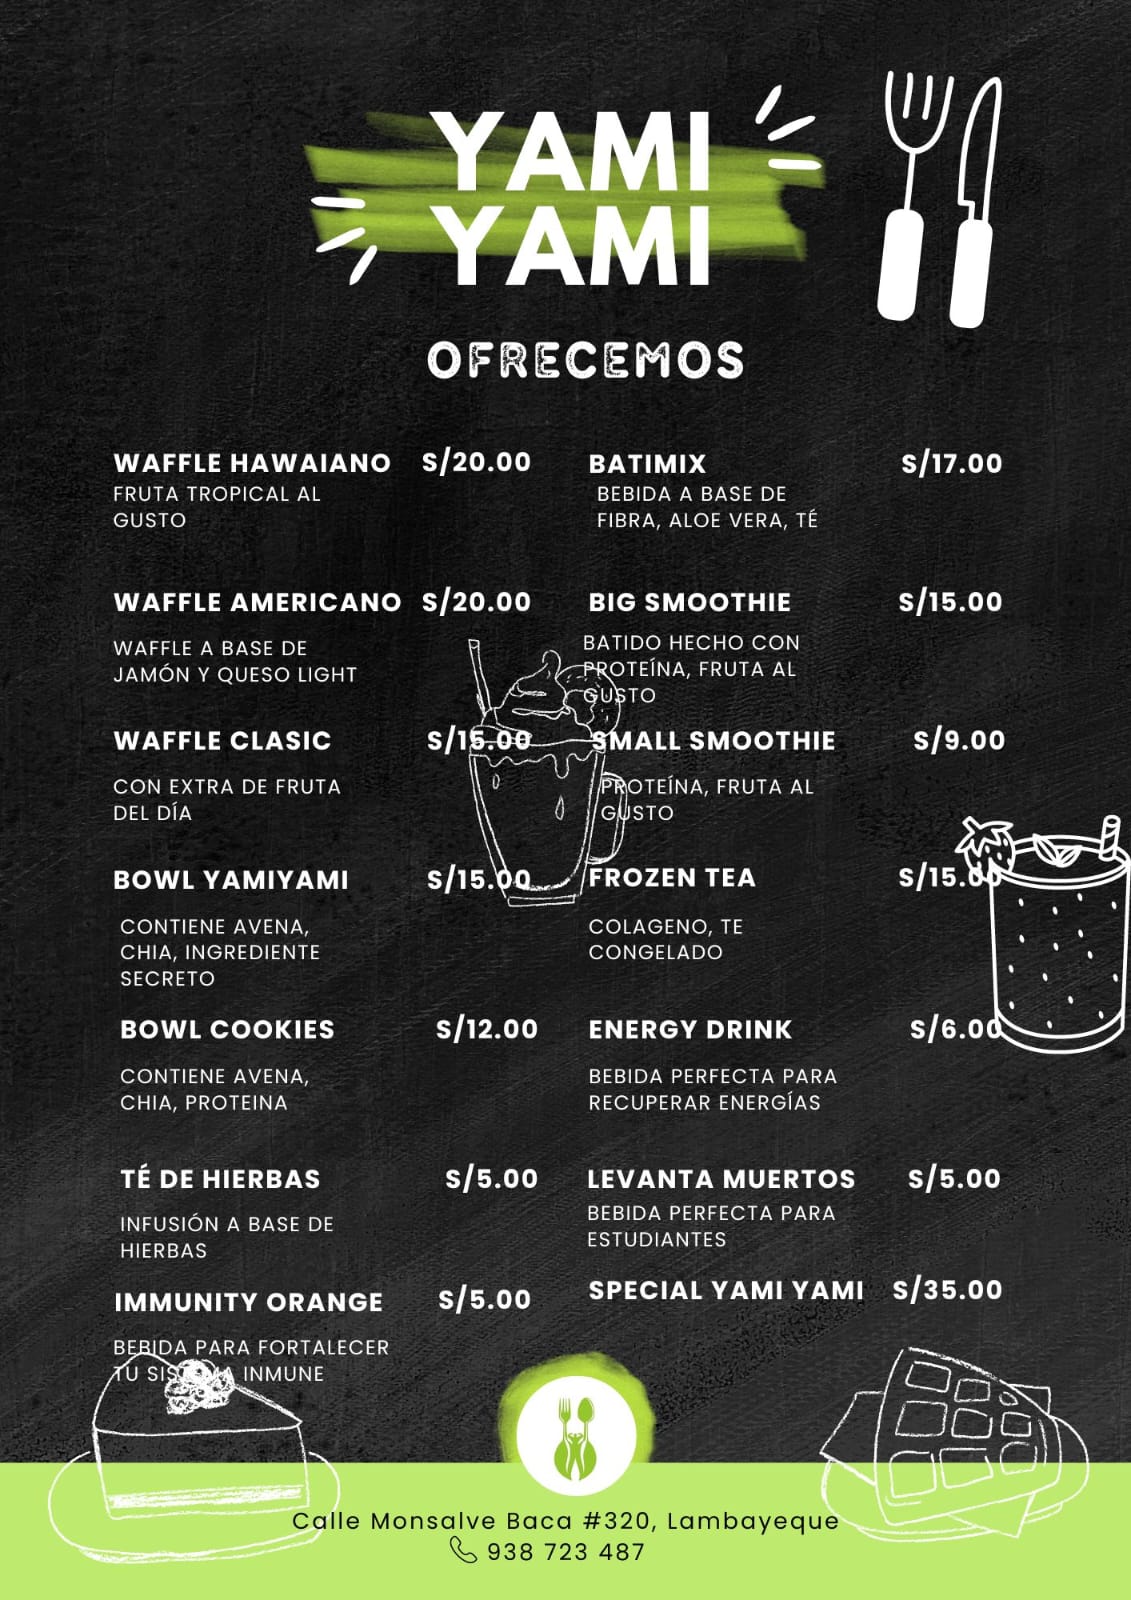 YAMI
YAMI
OFRECEMOS
WAFFLE HAWAIANO S/20.00
FRUTA TROPICAL AL
GUSTO
WAFFLE AMERICANO S/20.00
WAFFLE A BASE DE
JAMÓN Y QUESO LIGHT
WAFFLE CLASIC S/15.00
CON EXTRA DE FRUTA
DEL DÍA
BOWL YAMIYAMI S/15.00
CONTIENE AVENA,
CHIA, INGREDIENTE
SECRETO
BOWL COOKIES S/12.00
CONTIENE AVENA,
CHIA, PROTEINA
TÉ DE HIERBAS S/5.00
INFUSIÓN A BASE DE
HIERBAS
IMMUNITY ORANGE S/5.00
BEBIDA PARA FORTALECER
TU SISTEMA INMUNE
BATIMIX S/17.00
BEBIDA A BASE DE
FIBRA, ALOE VERA, TÉ
BIG SMOOTHIE S/15.00
BATIDO HECHO CON
PROTEÍNA, FRUTA AL
GUSTO
SMALL SMOOTHIE S/9.00
PROTEÍNA, FRUTA AL
GUSTO
FROZEN TEA S/15.00
COLAGENO, TE
CONGELADO
ENERGY DRINK S/6.00
BEBIDA PERFECTA PARA
RECUPERAR ENERGÍAS
LEVANTA MUERTOS S/5.00
BEBIDA PERFECTA PARA
ESTUDIANTES
SPECIAL YAMI YAMI S/35.00
Calle Monsalve Baca #320, Lambayeque
938 723 487